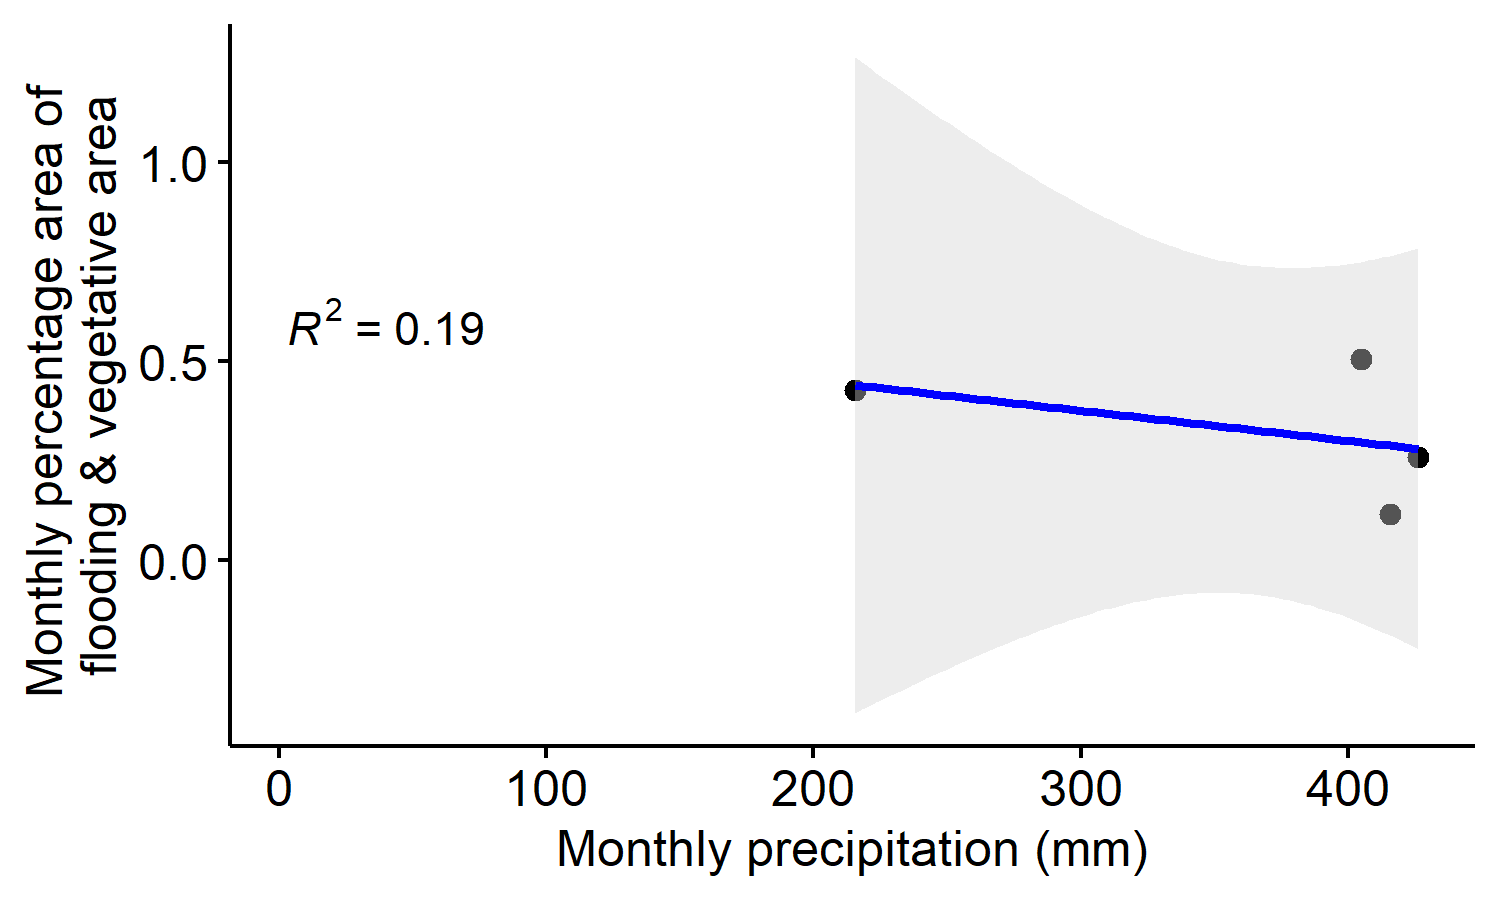 Monthly percentage area of
flooding & vegetative area
1.0
0.5
0.0
R² = 0.19
0 100 200 300 400
Monthly precipitation (mm)